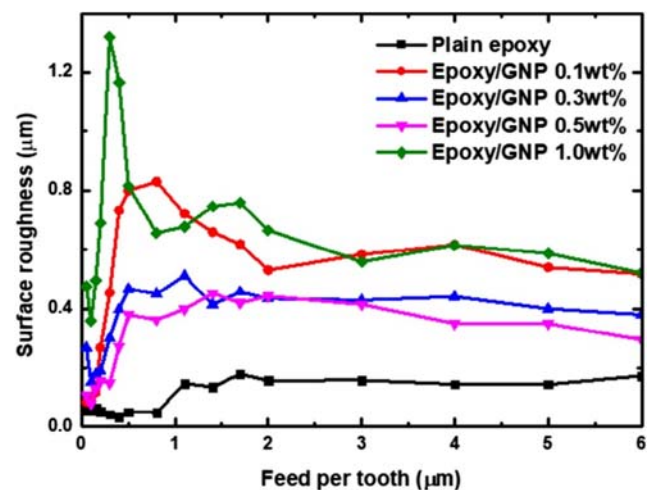 Plain epoxy
Epoxy/GNP 0.1wt%
Epoxy/GNP 0.3wt%
Epoxy/GNP 0.5wt%
Epoxy/GNP 1.0wt%
1.2
0.8
0.4
0.0
Surface roughness (μm)
0 1 2 3 4 5 6
Feed per tooth (μm)